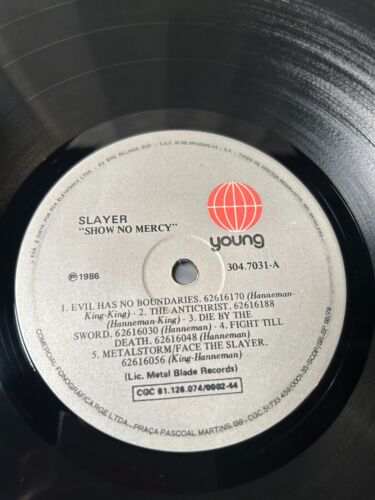 SLAYER
"SHOW NO MERCY"
young
304.7031-A
Ⓟ 1986
1. EVIL HAS NO BOUNDARIES. 62616170 (Hanneman-
King-King) - 2. THE ANTICHRIST. 62616188
(Hanneman King) - 3. DIE BY THE
SWORD. 62616030 (Hanneman) - 4. FIGHT TILL
DEATH. 62616048 (Hanneman)
5. METALSTORM/FACE THE SLAYER.
62616056 (King-Hanneman)
(Lic. Metal Blade Records)
CGC 61.126.074/0002-44
COMERCIAL FONOGRÁFICA RGE LTDA. - PRAÇA PASCOAL MARTINS,